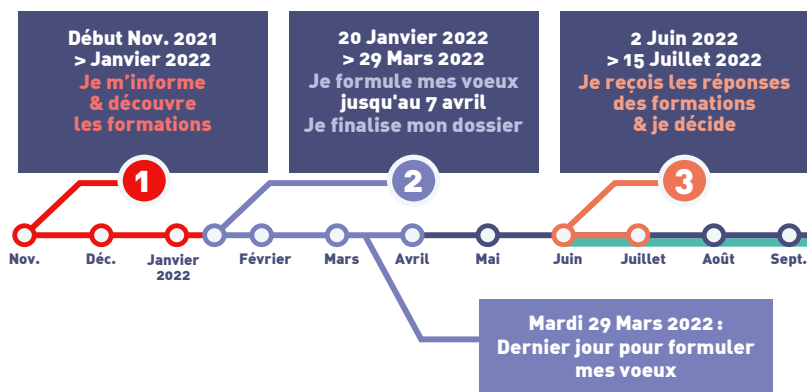 Début Nov. 2021
> Janvier 2022
Je m'informe
& découvre
les formations
20 Janvier 2022
> 29 Mars 2022
Je formule mes voeux
jusqu'au 7 avril
Je finalise mon dossier
2 Juin 2022
> 15 Juillet 2022
Je reçois les réponses
des formations
& je décide
1
2
3
Nov.
Déc.
Janvier
2022
Février
Mars
Avril
Mai
Juin
Juillet
Août
Sept.
Mardi 29 Mars 2022 :
Dernier jour pour formuler
mes voeux